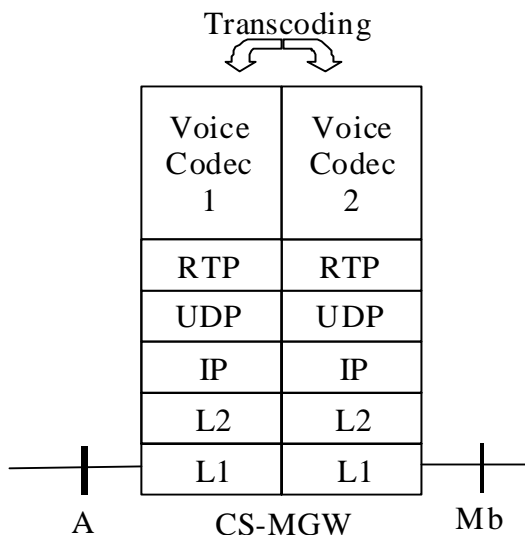 Transcoding
Voice Codec 1
Voice Codec 2
RTP RTP
UDP UDP
IP IP
L2 L2
L1 L1
A CS-MGW Mb